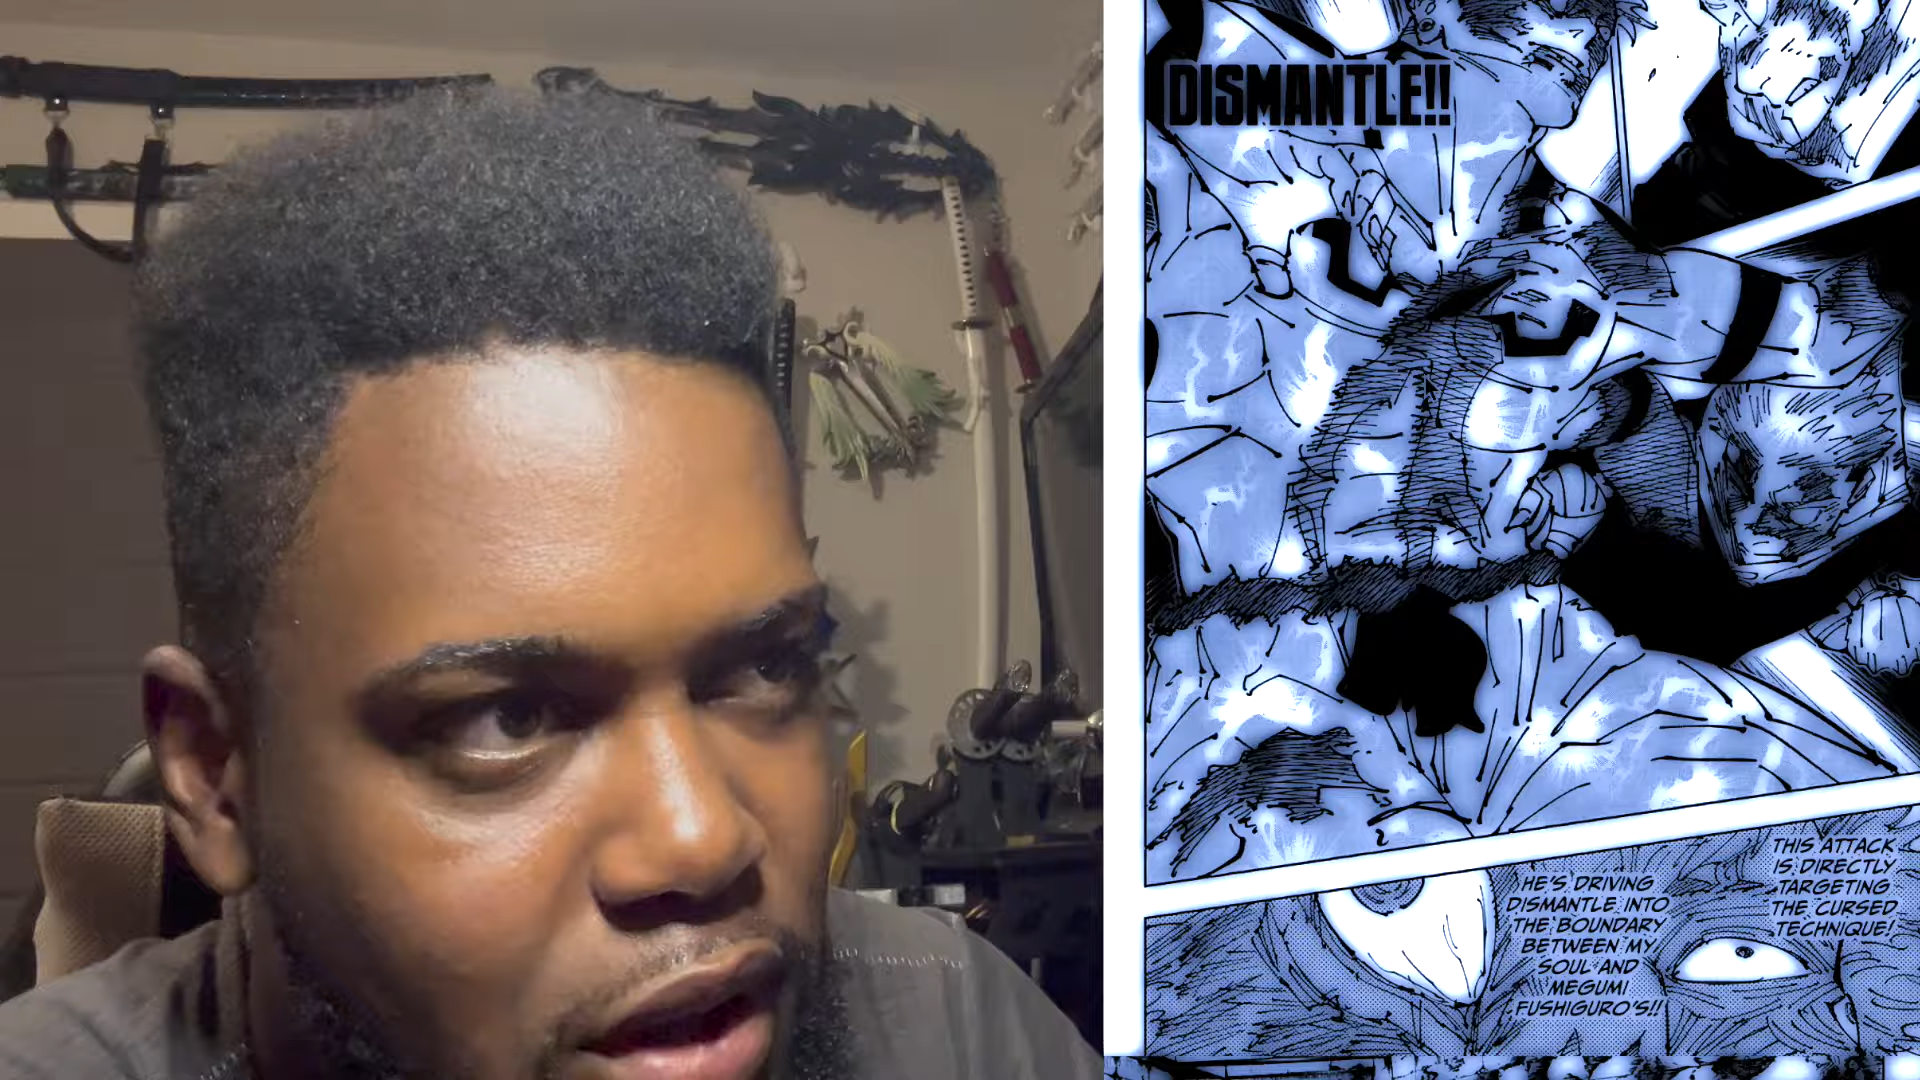 DISMANTLE!!
THIS ATTACK
IS DIRECTLY
TARGETING
THE CURSED
TECHNIQUE!
HE'S DRIVING
DISMANTLE INTO
THE BOUNDARY
BETWEEN MY
SOUL AND
MEGUMI
FUSHIGURO'S!!